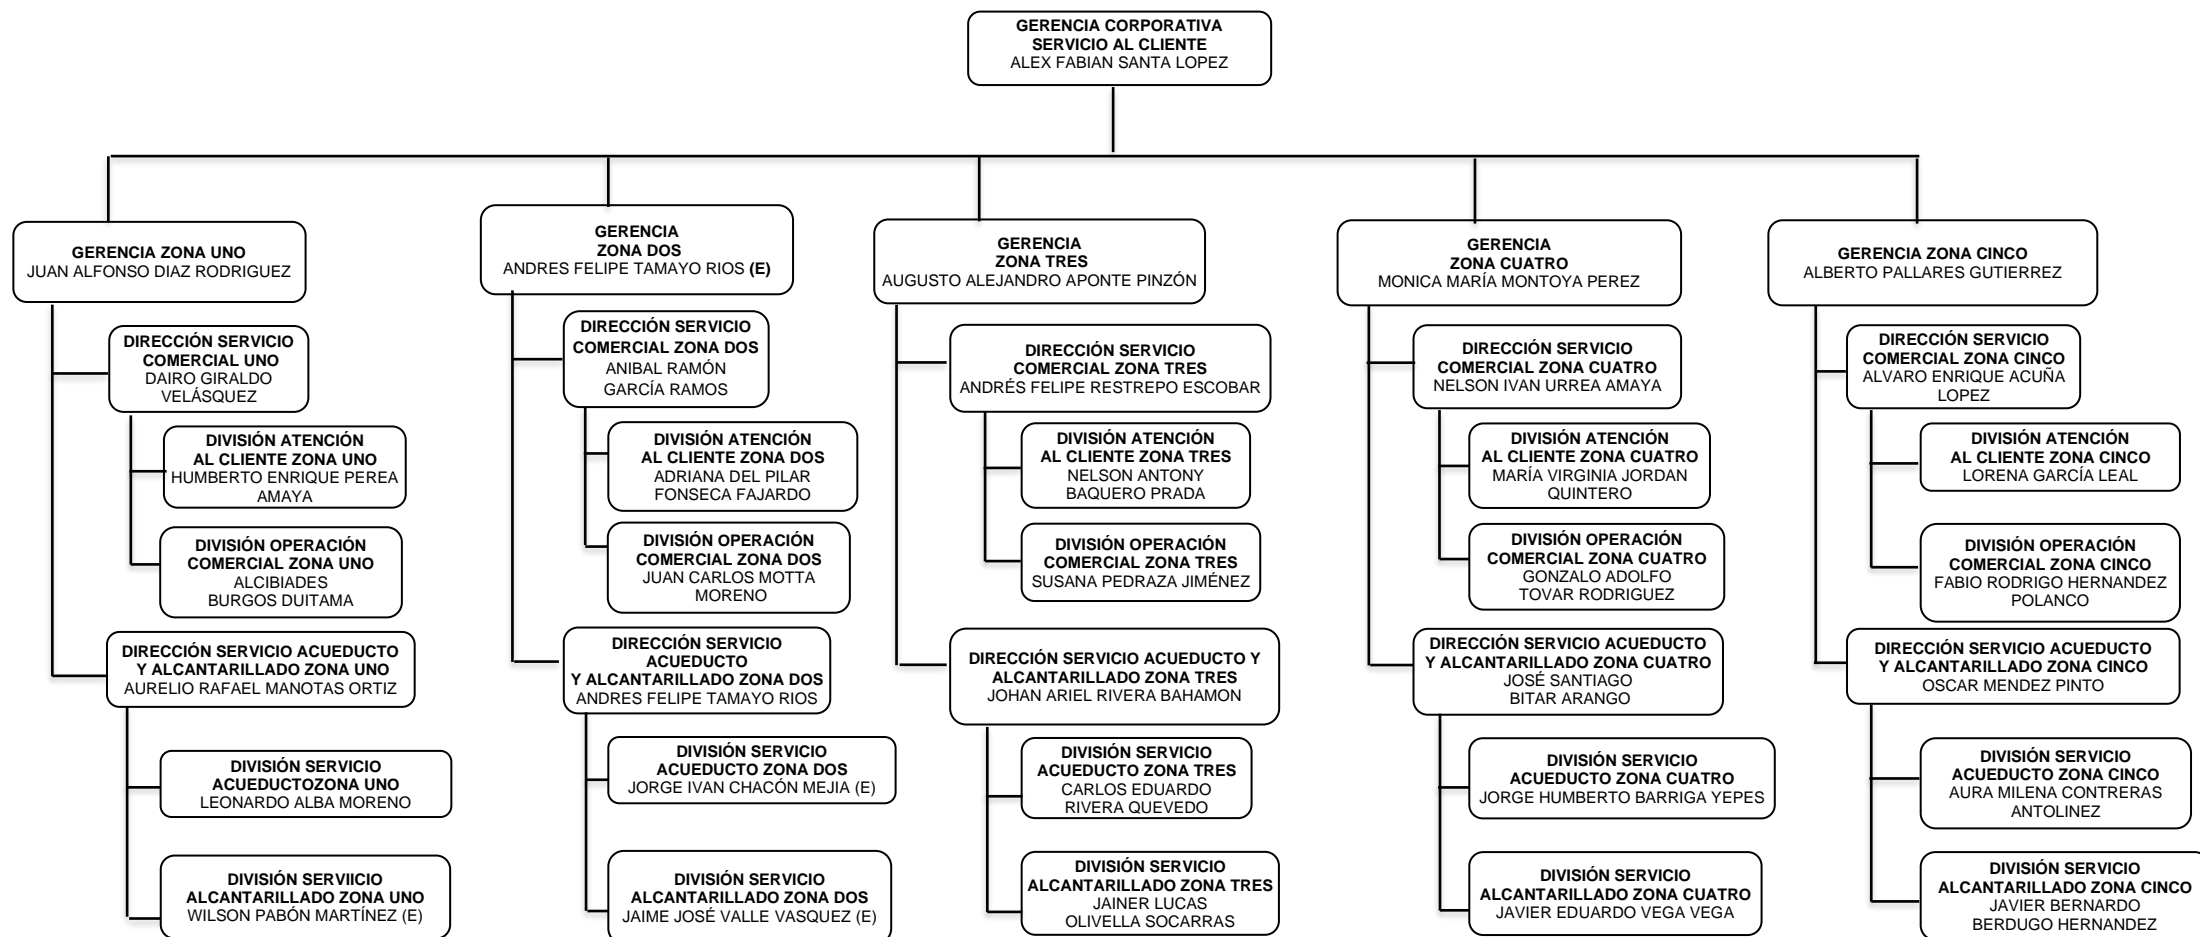 GERENCIA CORPORATIVA
SERVICIO AL CLIENTE
ALEX FABIAN SANTA LOPEZ
GERENCIA ZONA UNO
JUAN ALFONSO DIAZ RODRIGUEZ
DIRECCIÓN SERVICIO
COMERCIAL UNO
DAIRO GIRALDO
VELÁSQUEZ
DIVISIÓN ATENCIÓN
AL CLIENTE ZONA UNO
HUMBERTO ENRIQUE PEREA
AMAYA
DIVISIÓN OPERACIÓN
COMERCIAL ZONA UNO
ALCIBIADES
BURGOS DUITAMA
DIRECCIÓN SERVICIO ACUEDUCTO
Y ALCANTARILLADO ZONA UNO
AURELIO RAFAEL MANOTAS ORTIZ
DIVISIÓN SERVICIO
ACUEDUCTOZONA UNO
LEONARDO ALBA MORENO
DIVISIÓN SERVIICIO
ALCANTARILLADO ZONA UNO
WILSON PABÓN MARTÍNEZ (E)
GERENCIA
ZONA DOS
ANDRES FELIPE TAMAYO RIOS (E)
DIRECCIÓN SERVICIO
COMERCIAL ZONA DOS
ANIBAL RAMÓN
GARCÍA RAMOS
DIVISIÓN ATENCIÓN
AL CLIENTE ZONA DOS
ADRIANA DEL PILAR
FONSECA FAJARDO
DIVISIÓN OPERACIÓN
COMERCIAL ZONA DOS
JUAN CARLOS MOTTA
MORENO
DIRECCIÓN SERVICIO
ACUEDUCTO
Y ALCANTARILLADO ZONA DOS
ANDRES FELIPE TAMAYO RIOS
DIVISIÓN SERVICIO
ACUEDUCTO ZONA DOS
JORGE IVAN CHACÓN MEJIA (E)
DIVISIÓN SERVICIO
ALCANTARILLADO ZONA DOS
JAIME JOSÉ VALLE VASQUEZ (E)
GERENCIA
ZONA TRES
AUGUSTO ALEJANDRO APONTE PINZÓN
DIRECCIÓN SERVICIO
COMERCIAL ZONA TRES
ANDRÉS FELIPE RESTREPO ESCOBAR
DIVISIÓN ATENCIÓN
AL CLIENTE ZONA TRES
NELSON ANTONY
BAQUERO PRADA
DIVISIÓN OPERACIÓN
COMERCIAL ZONA TRES
SUSANA PEDRAZA JIMÉNEZ
DIRECCIÓN SERVICIO ACUEDUCTO Y
ALCANTARILLADO ZONA TRES
JOHAN ARIEL RIVERA BAHAMON
DIVISIÓN SERVICIO
ACUEDUCTO ZONA TRES
CARLOS EDUARDO
RIVERA QUEVEDO
DIVISIÓN SERVICIO
ALCANTARILLADO ZONA TRES
JAINER LUCAS
OLIVELLA SOCARRAS
GERENCIA
ZONA CUATRO
MONICA MARÍA MONTOYA PEREZ
DIRECCIÓN SERVICIO
COMERCIAL ZONA CUATRO
NELSON IVAN URREA AMAYA
DIVISIÓN ATENCIÓN
AL CLIENTE ZONA CUATRO
MARÍA VIRGINIA JORDAN
QUINTERO
DIVISIÓN OPERACIÓN
COMERCIAL ZONA CUATRO
GONZALO ADOLFO
TOVAR RODRIGUEZ
DIRECCIÓN SERVICIO ACUEDUCTO
Y ALCANTARILLADO ZONA CUATRO
JOSÉ SANTIAGO
BITAR ARANGO
DIVISIÓN SERVICIO
ACUEDUCTO ZONA CUATRO
JORGE HUMBERTO BARRIGA YEPES
DIVISIÓN SERVICIO
ALCANTARILLADO ZONA CUATRO
JAVIER EDUARDO VEGA VEGA
GERENCIA ZONA CINCO
ALBERTO PALLARES GUTIERREZ
DIRECCIÓN SERVICIO
COMERCIAL ZONA CINCO
ALVARO ENRIQUE ACUÑA
LOPEZ
DIVISIÓN ATENCIÓN
AL CLIENTE ZONA CINCO
LORENA GARCÍA LEAL
DIVISIÓN OPERACIÓN
COMERCIAL ZONA CINCO
FABIO RODRIGO HERNANDEZ
POLANCO
DIRECCIÓN SERVICIO ACUEDUCTO
Y ALCANTARILLADO ZONA CINCO
OSCAR MENDEZ PINTO
DIVISIÓN SERVICIO
ACUEDUCTO ZONA CINCO
AURA MILENA CONTRERAS
ANTOLINEZ
DIVISIÓN SERVICIO
ALCANTARILLADO ZONA CINCO
JAVIER BERNARDO
BERDUGO HERNANDEZ